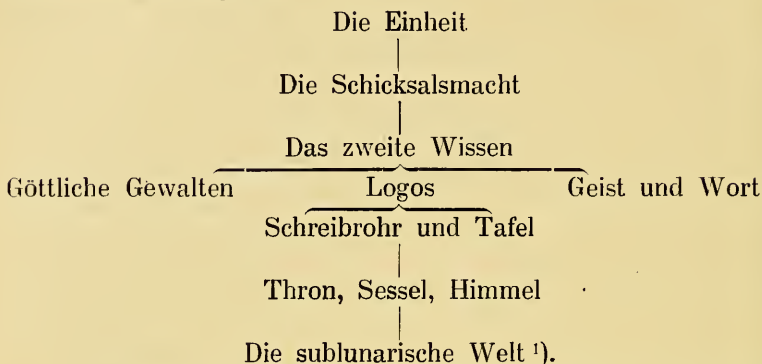 Die Einheit
Die Schicksalsmacht
Das zweite Wissen
Göttliche Gewalten Logos Geist und Wort
Schreibrohr und Tafel
Thron, Sessel, Himmel
Die sublunarische Welt ¹).